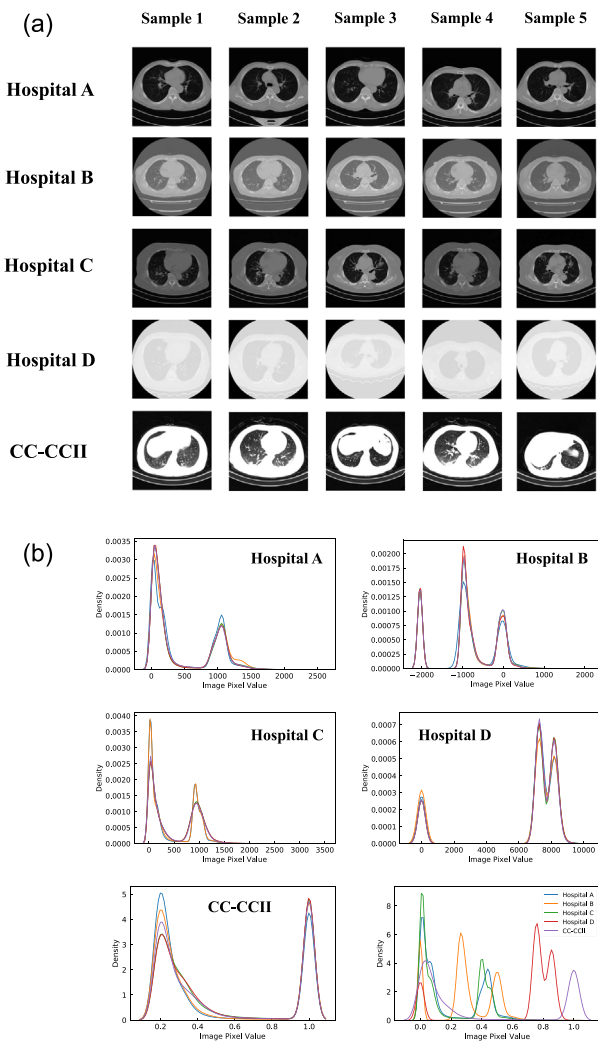 (a)
Sample 1 Sample 2 Sample 3 Sample 4 Sample 5
Hospital A
Hospital B
Hospital C
Hospital D
CC-CCII
(b)
Hospital A
Density
0.0035
0.0030
0.0025
0.0020
0.0015
0.0010
0.0005
0.0000
0 500 1000 1500 2000 2500
Image Pixel Value
Hospital B
Density
0.00200
0.00175
0.00150
0.00125
0.00100
0.00075
0.00050
0.00025
0.00000
−2000 −1000 0 1000 2000
Image Pixel Value
Hospital C
Density
0.0040
0.0035
0.0030
0.0025
0.0020
0.0015
0.0010
0.0005
0.0000
0 500 1000 1500 2000 2500 3000 3500
Image Pixel Value
Hospital D
Density
0.0007
0.0006
0.0005
0.0004
0.0003
0.0002
0.0001
0.0000
0 2000 4000 6000 8000 10000
Image Pixel Value
CC-CCII
Density
5
4
3
2
1
0
0.2 0.4 0.6 0.8 1.0
Image Pixel Value
Density
8
6
4
2
0
Hospital A
Hospital B
Hospital C
Hospital D
CC-CCII
0.0 0.2 0.4 0.6 0.8 1.0
Image Pixel Value